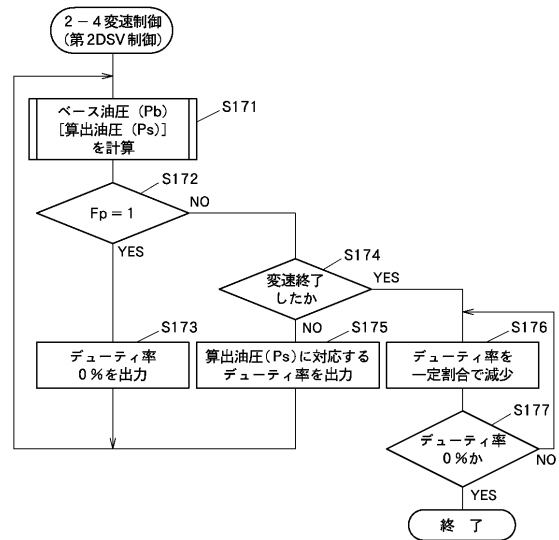 2－4変速制御
(第2DSV制御)
ベース油圧（Pb）
[算出油圧（Ps）]
を計算
S171
S172
Fp＝1
NO
YES
S174
変速終了
したか
YES
NO
S173
デューティ率
0％を出力
S175
算出油圧(Ps)に対応する
デューティ率を出力
S176
デューティ率を
一定割合で減少
S177
デューティ率
0％か
NO
YES
終 了